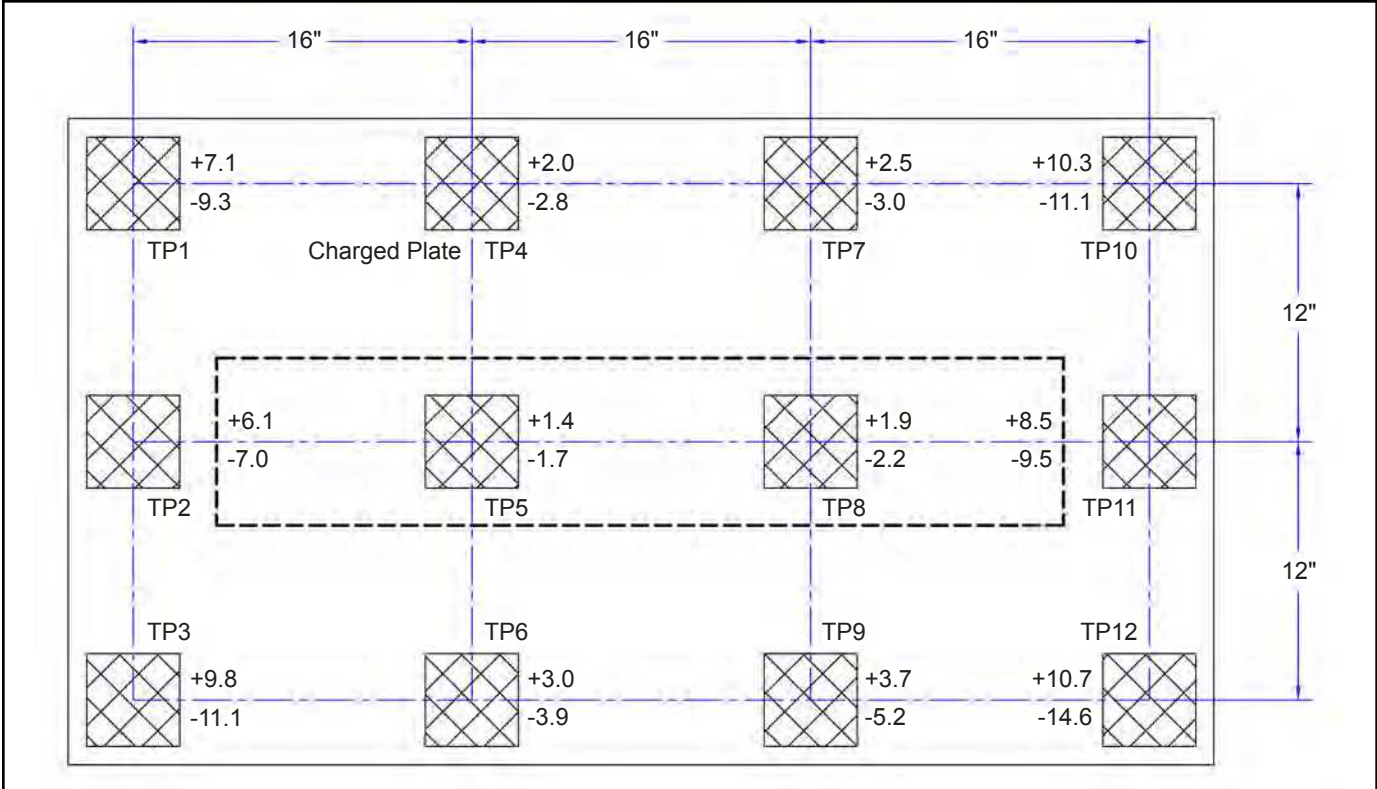 16" 16" 16"
+7.1 +2.0 +2.5 +10.3
-9.3 -2.8 -3.0 -11.1
TP1 Charged Plate TP4 TP7 TP10
12"
+6.1 +1.4 +1.9 +8.5
-7.0 -1.7 -2.2 -9.5
TP2 TP5 TP8 TP11
12"
TP3 TP6 TP9 TP12
+9.8 +3.0 +3.7 +10.7
-11.1 -3.9 -5.2 -14.6